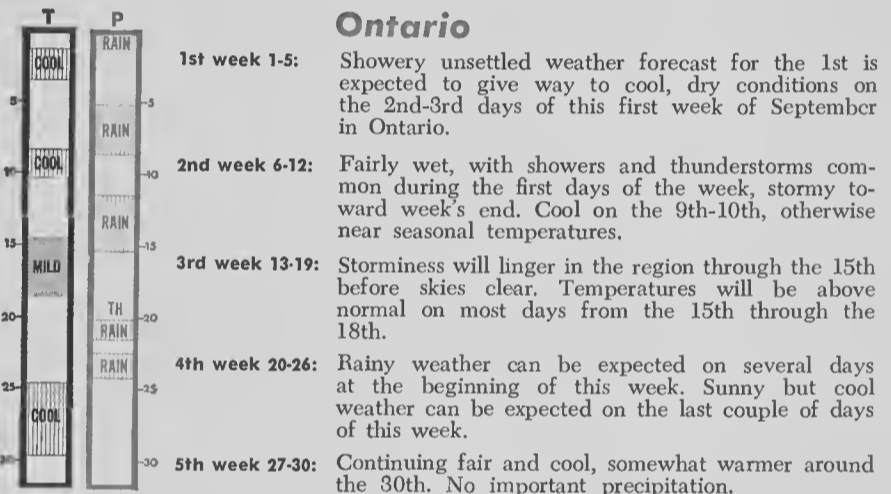 T P
Ontario
RAIN
COOL
5
5
RAIN
COOL
10
10
RAIN
15
15
MILD
TH
20
20
RAIN
RAIN
25
25
COOL
30
30
1st week 1-5: Showery unsettled weather forecast for the 1st is
expected to give way to cool, dry conditions on
the 2nd-3rd days of this first week of September
in Ontario.
2nd week 6-12: Fairly wet, with showers and thunderstorms com-
mon during the first days of the week, stormy to-
ward week's end. Cool on the 9th-10th, otherwise
near seasonal temperatures.
3rd week 13-19: Storminess will linger in the region through the 15th
before skies clear. Temperatures will be above
normal on most days from the 15th through the
18th.
4th week 20-26: Rainy weather can be expected on several days
at the beginning of this week. Sunny but cool
weather can be expected on the last couple of days
of this week.
5th week 27-30: Continuing fair and cool, somewhat warmer around
the 30th. No important precipitation.